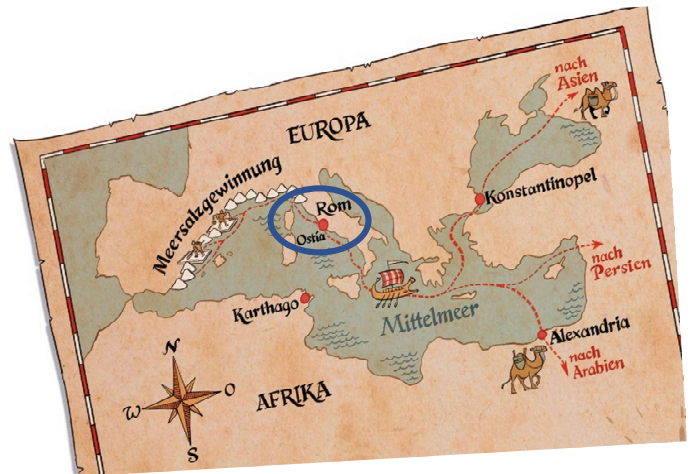 nach
Asien
EUROPA
Meersalzgewinnung
Rom
Ostia
Konstantinopel
nach
Persien
Karthago
Mittelmeer
Alexandria
nach
Arabien
AFRIKA
N
W
O
S